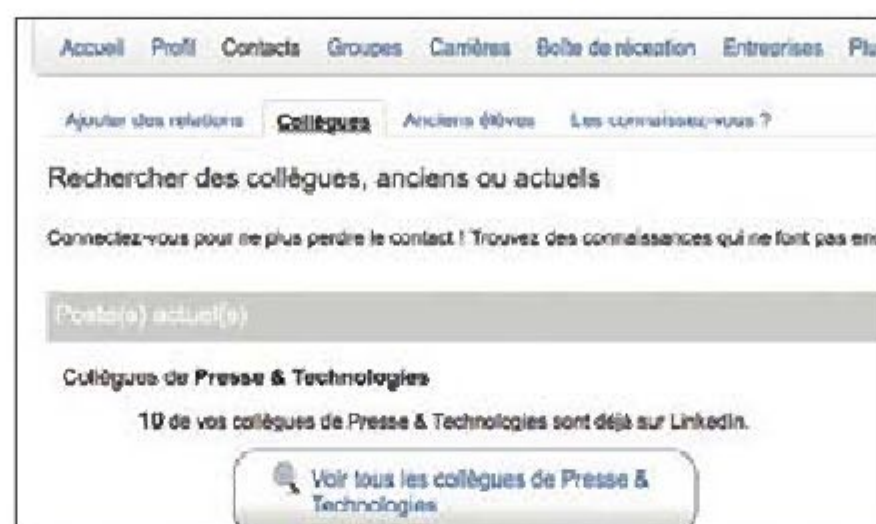 Accueil Profil Contacts Groupes Carrières Boîte de réception Entreprises Plu
Ajouter des relations Collègues Anciens élèves Les connaissez-vous ?
Rechercher des collègues, anciens ou actuels
Connectez-vous pour ne plus perdre le contact ! Trouvez des connaissances qui ne font pas enc
Poste(s) actuel(s)
Collègues de Presse & Technologies
10 de vos collègues de Presse & Technologies sont déjà sur LinkedIn.
Voir tous les collègues de Presse &
Technologies